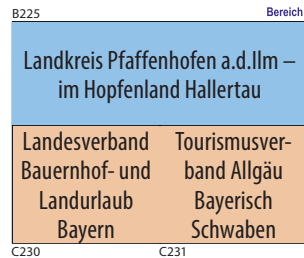 B225 Bereich
Landkreis Pfaffenhofen a.d.Ilm –
im Hopfenland Hallertau
Landesverband
Bauernhof- und
Landurlaub
Bayern
Tourismusver-
band Allgäu
Bayerisch
Schwaben
C230 C231